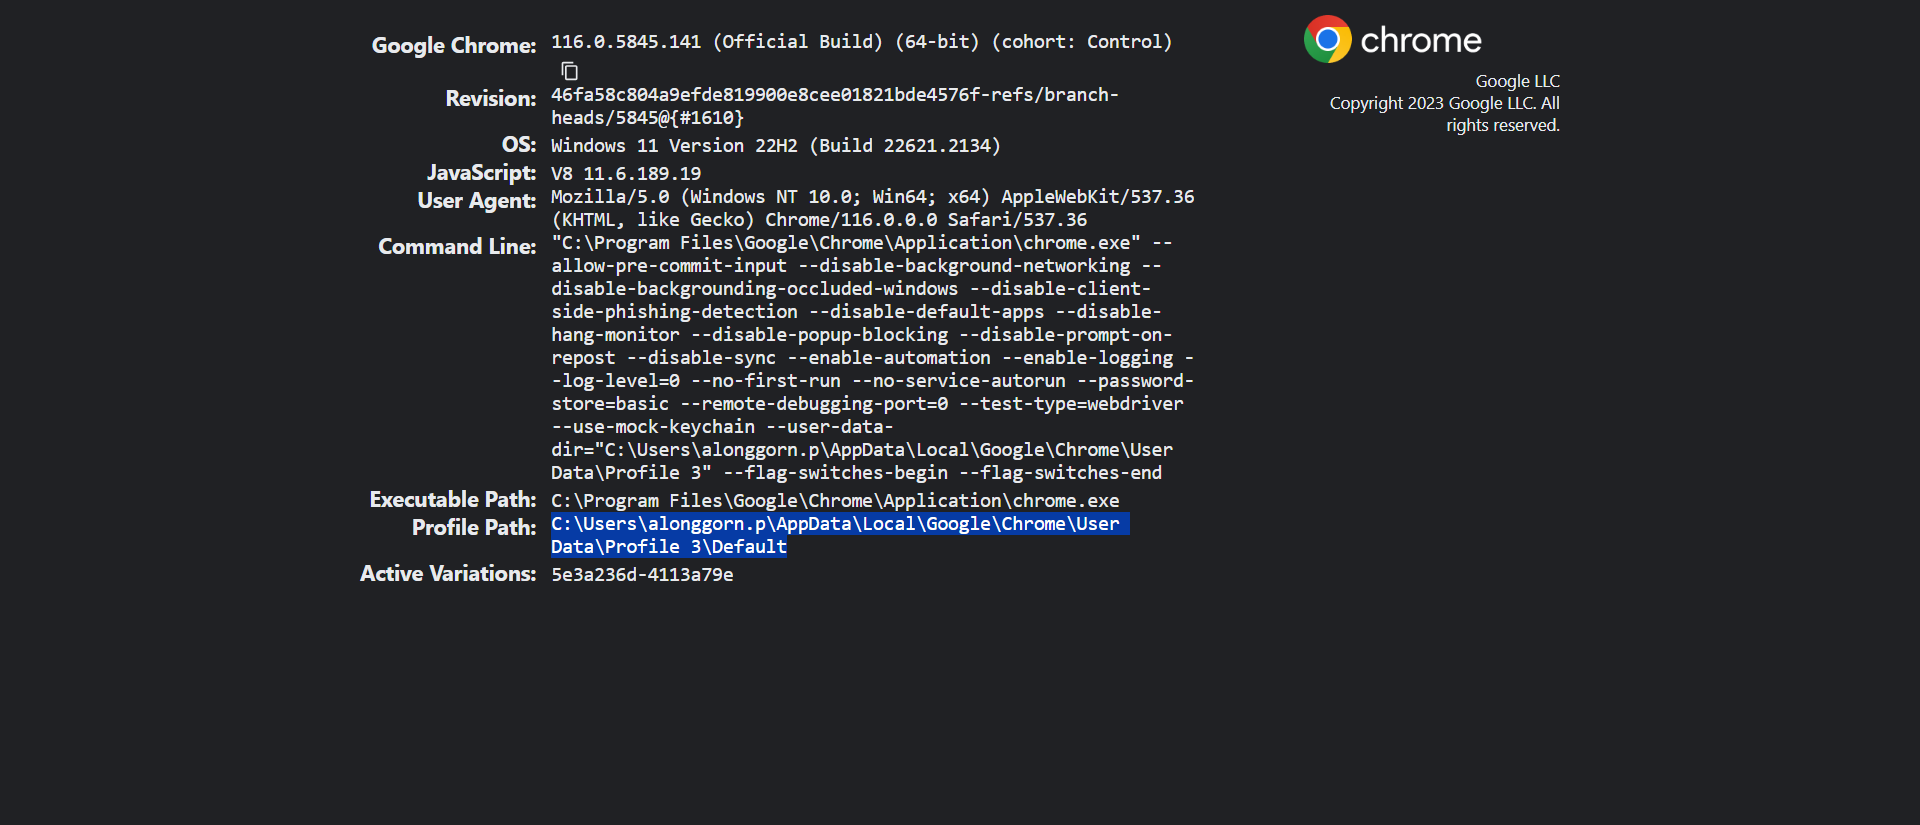 Google Chrome: 116.0.5845.141 (Official Build) (64-bit) (cohort: Control)
Revision: 46fa58c804a9efde819900e8cee01821bde4576f-refs/branch-
heads/5845@{#1610}
OS: Windows 11 Version 22H2 (Build 22621.2134)
JavaScript: V8 11.6.189.19
User Agent: Mozilla/5.0 (Windows NT 10.0; Win64; x64) AppleWebKit/537.36
(KHTML, like Gecko) Chrome/116.0.0.0 Safari/537.36
Command Line: "C:\Program Files\Google\Chrome\Application\chrome.exe" --
allow-pre-commit-input --disable-background-networking --
disable-backgrounding-occluded-windows --disable-client-
side-phishing-detection --disable-default-apps --disable-
hang-monitor --disable-popup-blocking --disable-prompt-on-
repost --disable-sync --enable-automation --enable-logging -
-log-level=0 --no-first-run --no-service-autorun --password-
store=basic --remote-debugging-port=0 --test-type=webdriver
--use-mock-keychain --user-data-
dir="C:\Users\alonggorn.p\AppData\Local\Google\Chrome\User
Data\Profile 3" --flag-switches-begin --flag-switches-end
Executable Path: C:\Program Files\Google\Chrome\Application\chrome.exe
Profile Path: C:\Users\alonggorn.p\AppData\Local\Google\Chrome\User
Data\Profile 3\Default
Active Variations: 5e3a236d-4113a79e
chrome
Google LLC
Copyright 2023 Google LLC. All
rights reserved.